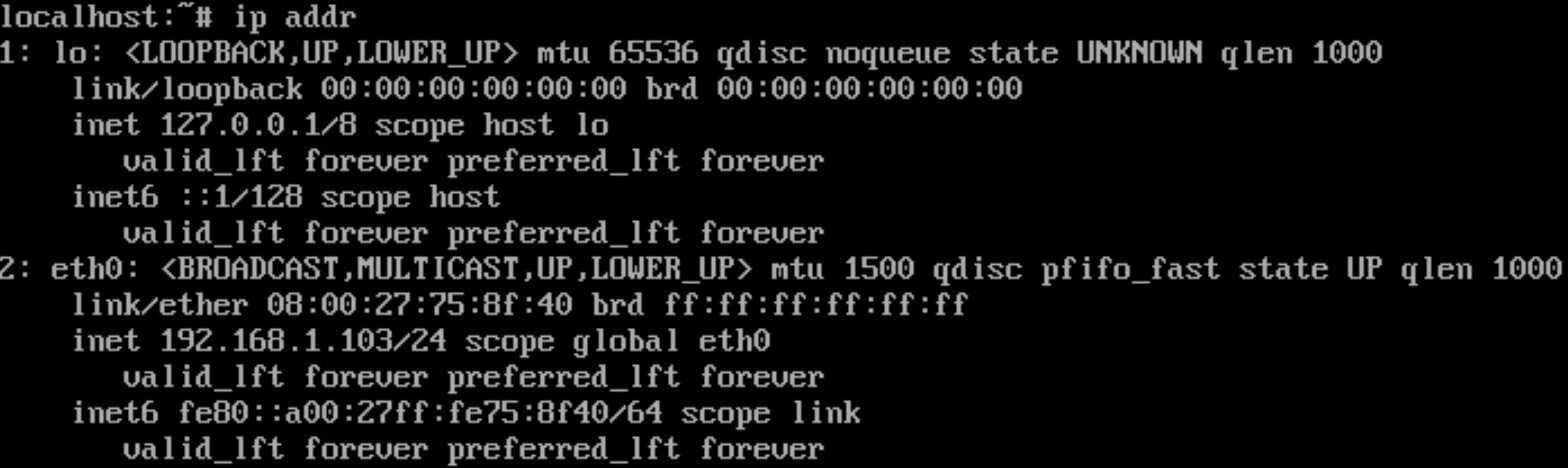 localhost:~# ip addr
1: lo: <LOOPBACK,UP,LOWER_UP> mtu 65536 qdisc noqueue state UNKNOWN qlen 1000
    link/loopback 00:00:00:00:00:00 brd 00:00:00:00:00:00
    inet 127.0.0.1/8 scope host lo
       valid_lft forever preferred_lft forever
    inet6 ::1/128 scope host
       valid_lft forever preferred_lft forever
2: eth0: <BROADCAST,MULTICAST,UP,LOWER_UP> mtu 1500 qdisc pfifo_fast state UP qlen 1000
    link/ether 08:00:27:75:8f:40 brd ff:ff:ff:ff:ff:ff
    inet 192.168.1.103/24 scope global eth0
       valid_lft forever preferred_lft forever
    inet6 fe80::a00:27ff:fe75:8f40/64 scope link
       valid_lft forever preferred_lft forever